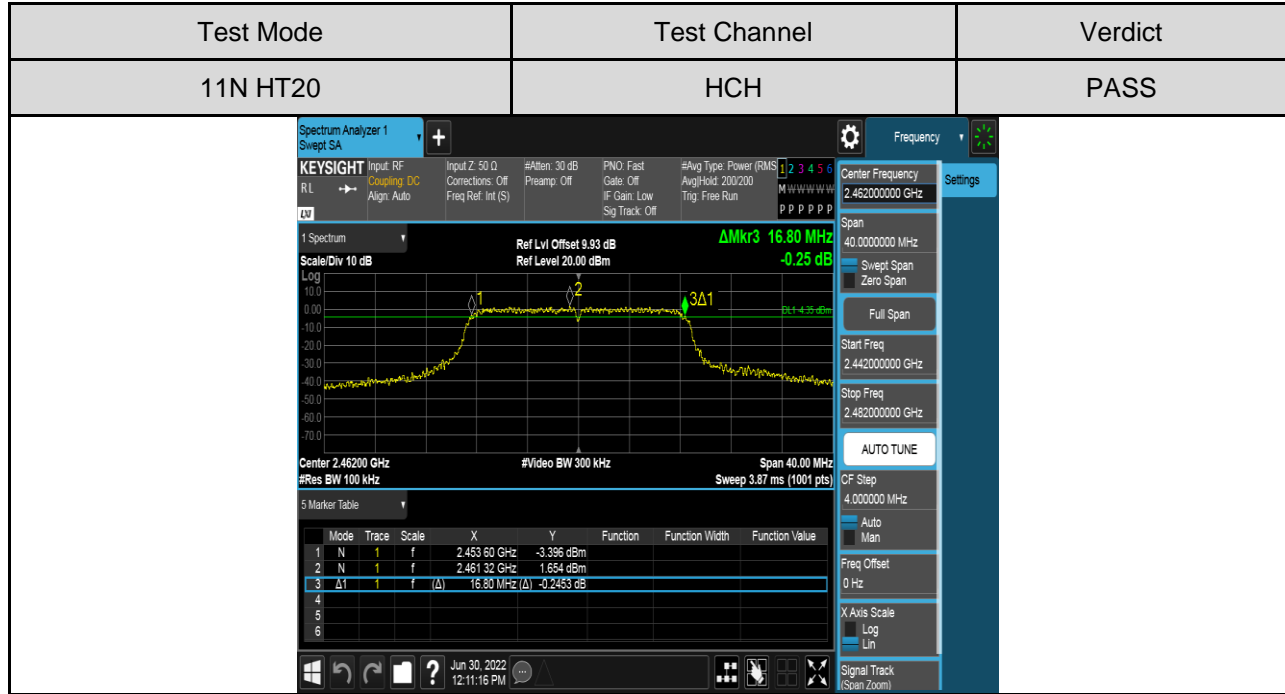 Test Mode Test Channel Verdict
11N HT20 HCH PASS
Spectrum Analyzer 1
Swept SA
+
Frequency
KEYSIGHT
RL
LXI
Input: RF
Coupling: DC
Align: Auto
Input Z: 50 Ω
Corrections: Off
Freq Ref: Int (S)
#Atten: 30 dB
Preamp: Off
PNO: Fast
Gate: Off
IF Gain: Low
Sig Track: Off
#Avg Type: Power (RMS
Avg|Hold: 200/200
Trig: Free Run
1 2 3 4 5 6
M W W W W W
P P P P P P
1 Spectrum
Scale/Div 10 dB
Ref Lvl Offset 9.93 dB
Ref Level 20.00 dBm
ΔMkr3 16.80 MHz
-0.25 dB
Log
10.0
0.00
-10.0
-20.0
-30.0
-40.0
-50.0
-60.0
-70.0
1
2
3Δ1
DL1 -4.35 dBm
Center 2.46200 GHz #Video BW 300 kHz Span 40.00 MHz
#Res BW 100 kHz Sweep 3.87 ms (1001 pts)
5 Marker Table
Mode Trace Scale X Y Function Function Width Function Value
1 N 1 f 2.453 60 GHz -3.396 dBm
2 N 1 f 2.461 32 GHz 1.654 dBm
3 Δ1 1 f (Δ) 16.80 MHz (Δ) -0.2453 dB
4
5
6
?
Jun 30, 2022
12:11:16 PM
Center Frequency
2.462000000 GHz
Settings
Span
40.0000000 MHz
Swept Span
Zero Span
Full Span
Start Freq
2.442000000 GHz
Stop Freq
2.482000000 GHz
AUTO TUNE
CF Step
4.000000 MHz
Auto
Man
Freq Offset
0 Hz
X Axis Scale
Log
Lin
Signal Track
(Span Zoom)